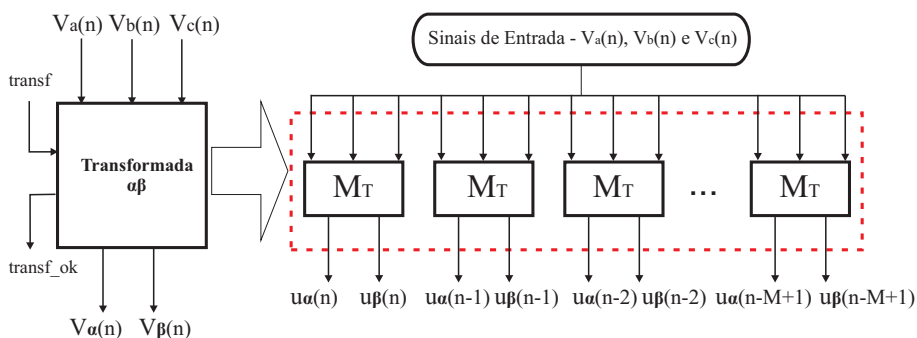 Va(n) Vb(n) Vc(n)
transf
Transformada
αβ
transf_ok
Vα(n) Vβ(n)
Sinais de Entrada - Va(n), Vb(n) e Vc(n)
MT MT MT ... MT
uα(n) uβ(n) uα(n-1) uβ(n-1) uα(n-2) uβ(n-2) uα(n-M+1) uβ(n-M+1)